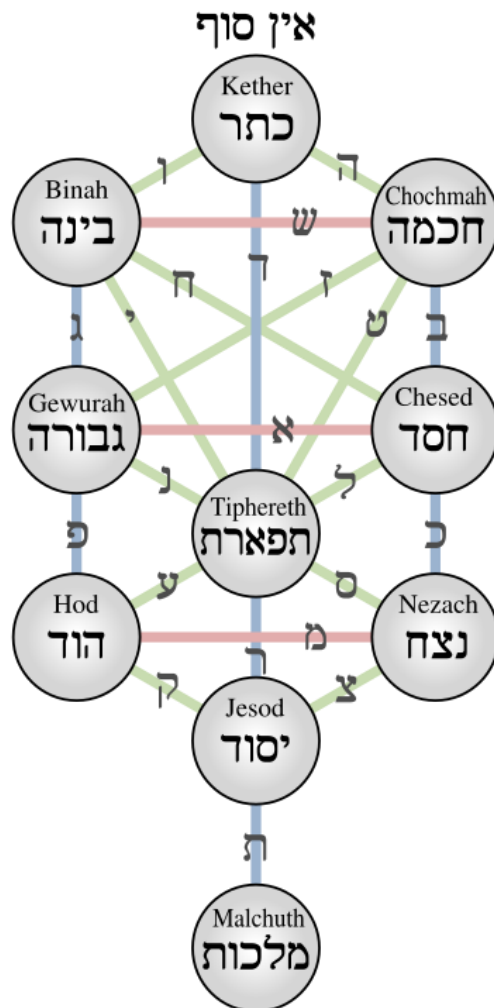 אין סוף
Kether
כתר
ו
ה
Binah
בינה
Chochmah
חכמה
ש
ד
ח
ז
ג
י
ט
ב
Gewurah
גבורה
Chesed
חסד
א
נ
ל
Tiphereth
תפארת
פ
כ
ע
ס
Hod
הוד
Nezach
נצח
מ
ר
ק
צ
Jesod
יסוד
ת
Malchuth
מלכות